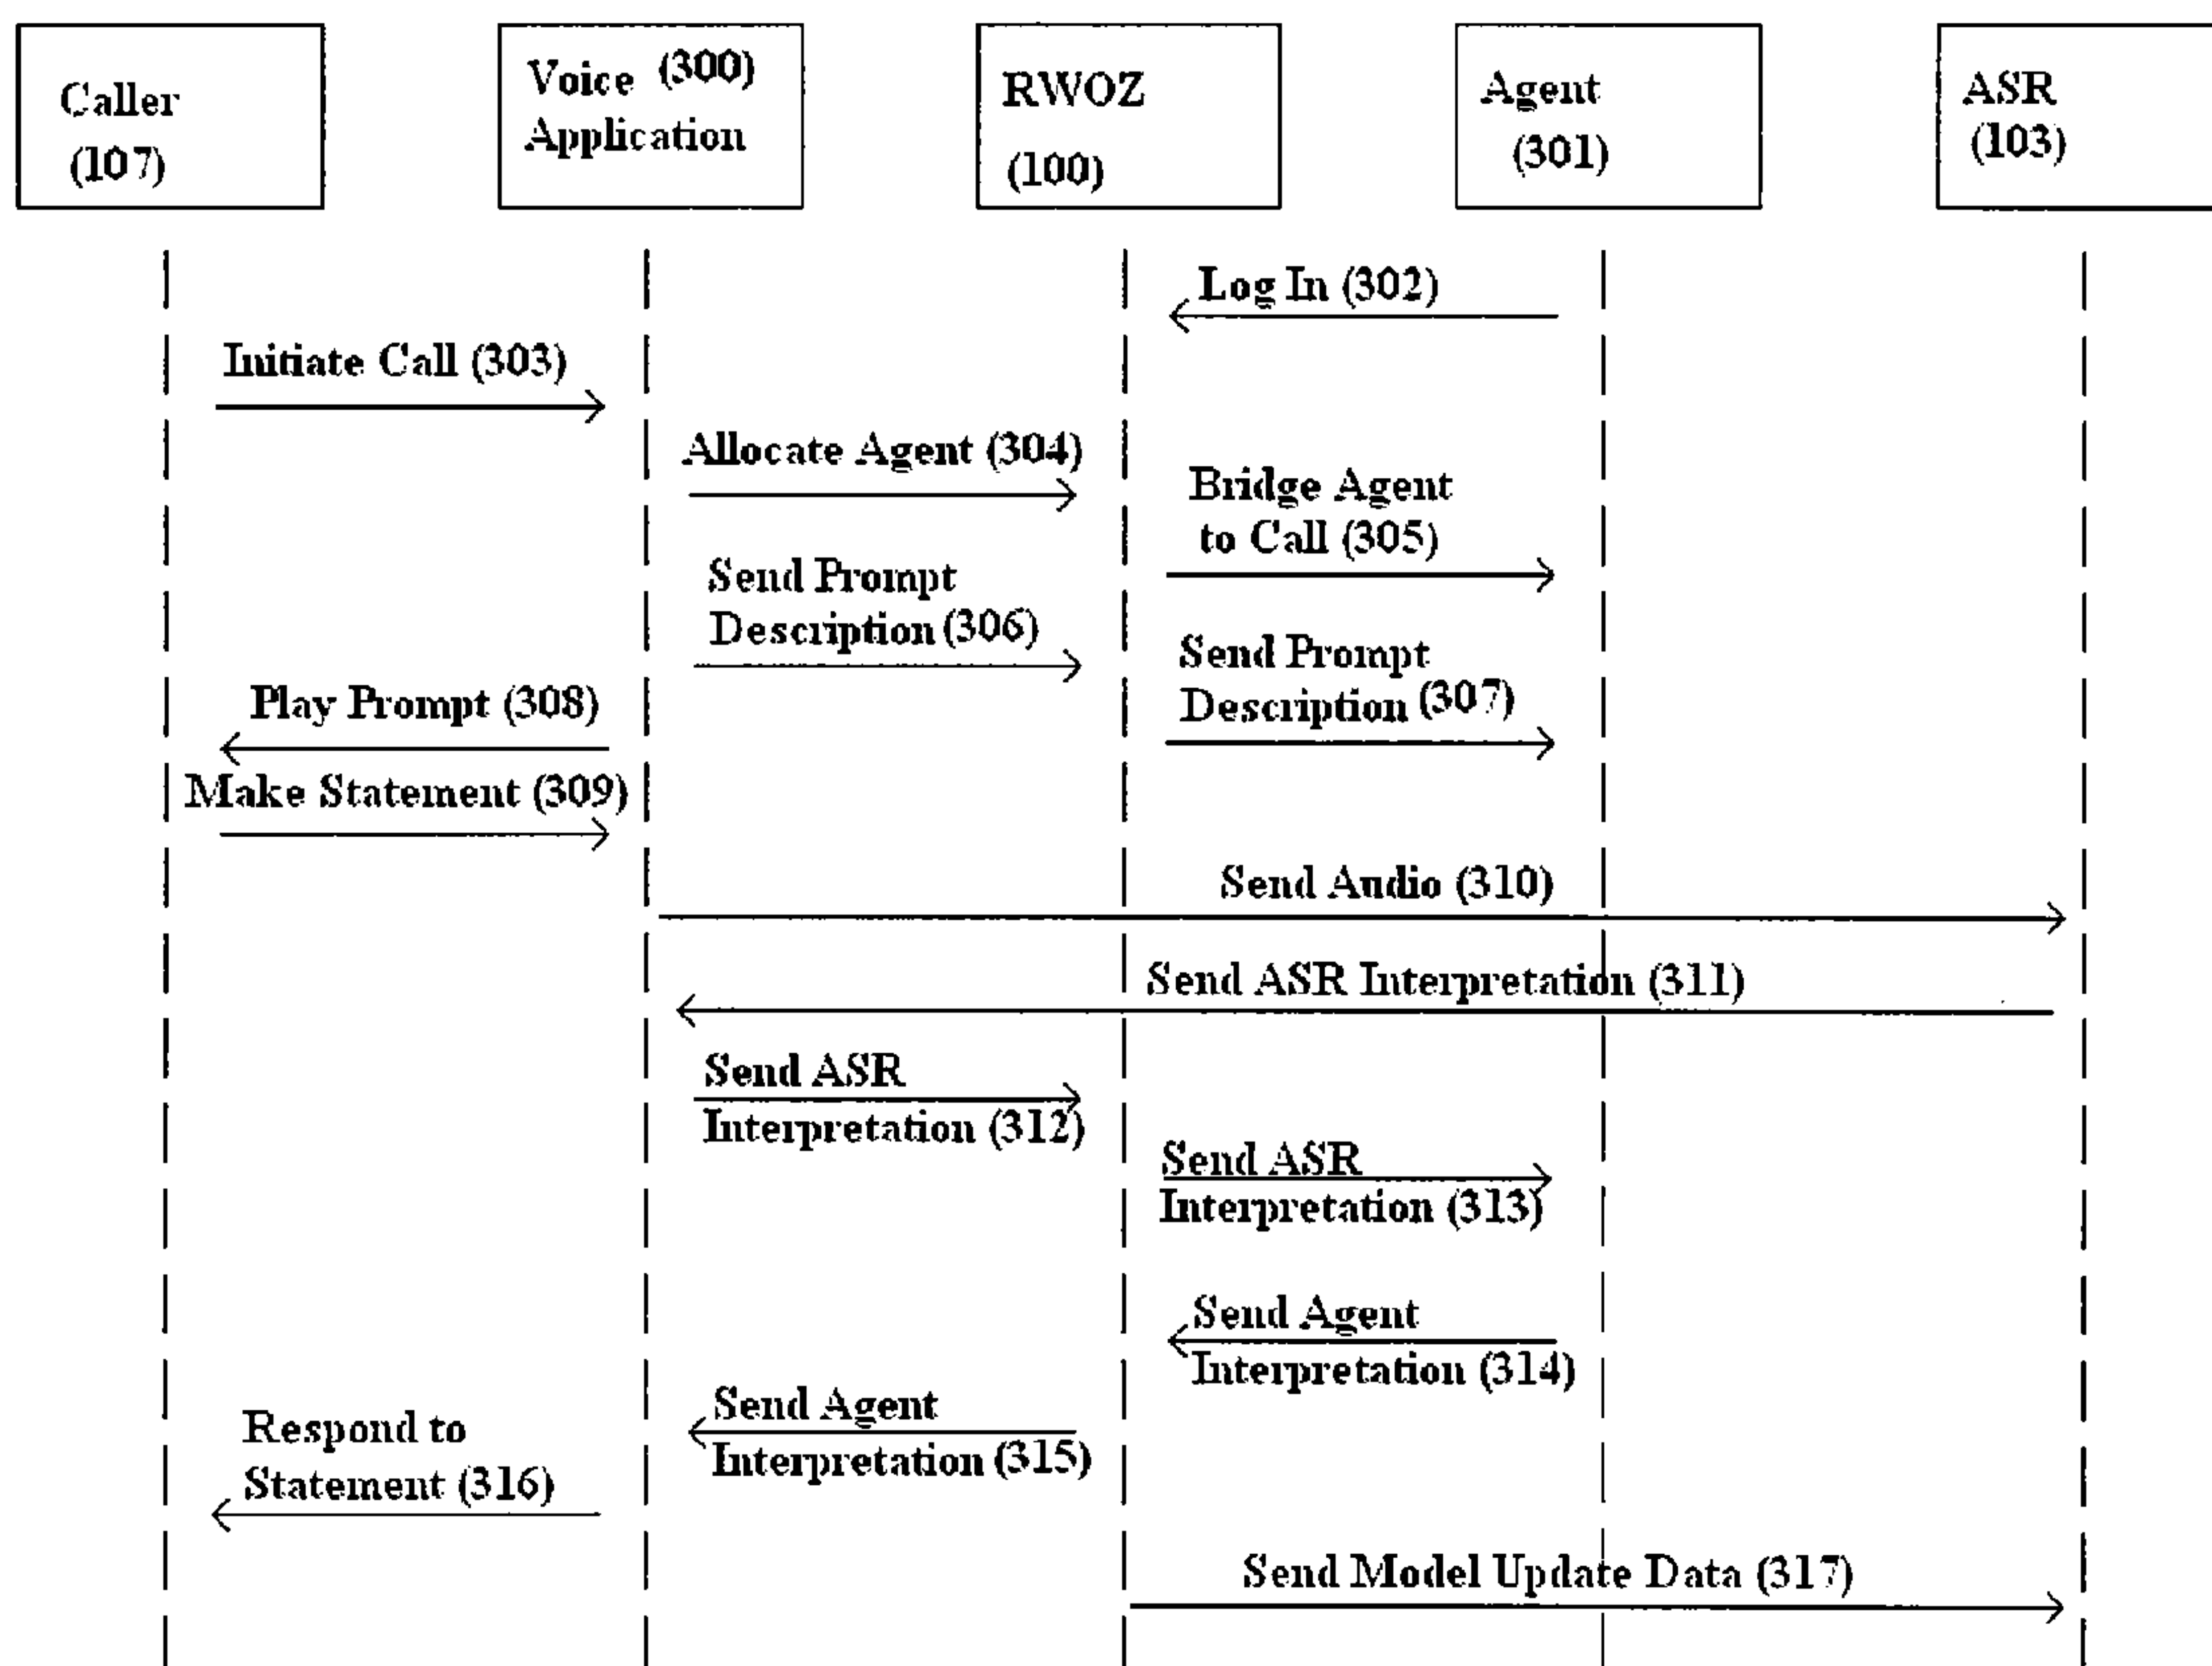 Caller
(107)
Voice (300)
Application
RWOZ
(100)
Agent
(301)
ASR
(103)
Log In (302)
Initiate Call (303)
Allocate Agent (304)
Bridge Agent
to Call (305)
Send Prompt
Description (306)
Send Prompt
Description (307)
Play Prompt (308)
Make Statement (309)
Send Audio (310)
Send ASR Interpretation (311)
Send ASR
Interpretation (312)
Send ASR
Interpretation (313)
Send Agent
Interpretation (314)
Send Agent
Interpretation (315)
Respond to
Statement (316)
Send Model Update Data (317)